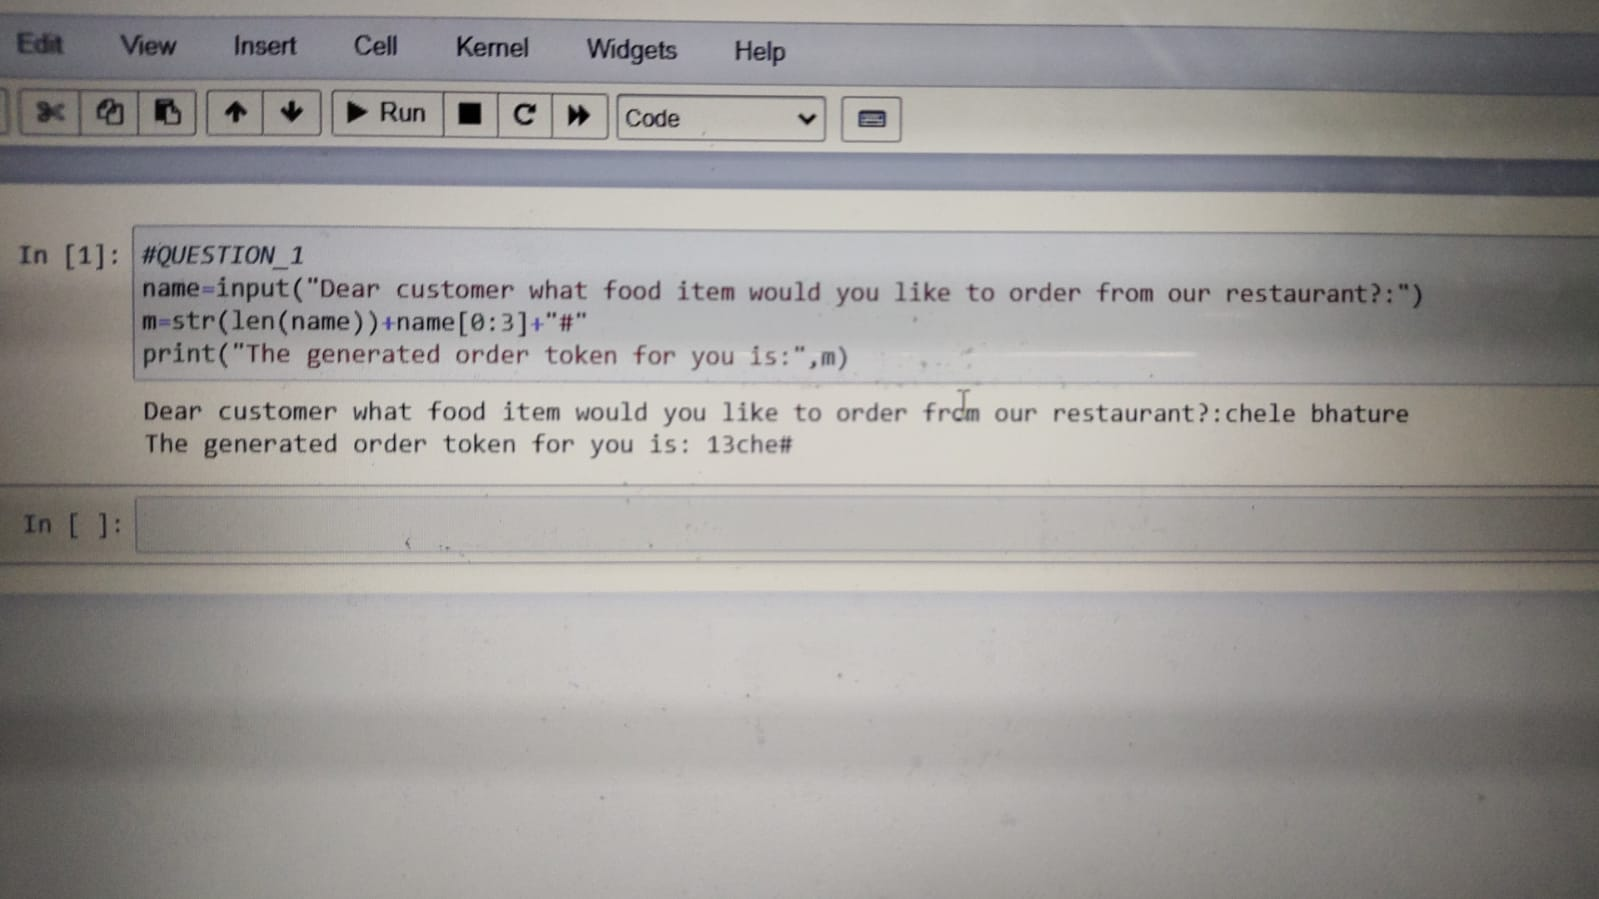 Edit View Insert Cell Kernel Widgets Help
Run Code
In [1]: #QUESTION_1
name=input("Dear customer what food item would you like to order from our restaurant?:")
m=str(len(name))+name[0:3]+"#"
print("The generated order token for you is:",m)
Dear customer what food item would you like to order from our restaurant?:chele bhature
The generated order token for you is: 13che#
In [ ]: